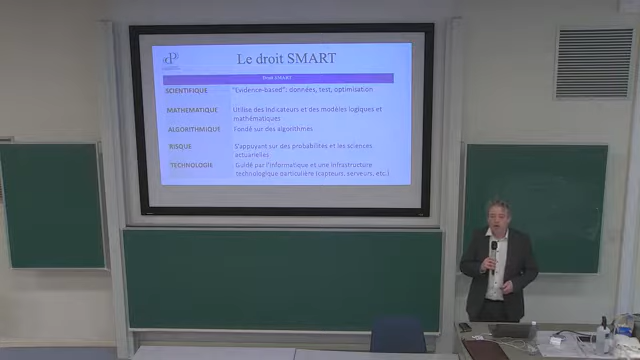 Le droit SMART
Droit SMART
SCIENTIFIQUE "Evidence-based": données, test, optimisation
MATHEMATIQUE Utilise des indicateurs et des modèles logiques et
mathématiques
ALGORITHMIQUE Fondé sur des algorithmes
RISQUE S'appuyant sur des probabilités et les sciences
actuarielles
TECHNOLOGIE Guidé par l'informatique et une infrastructure
technologique particulière (capteurs, serveurs, etc.)